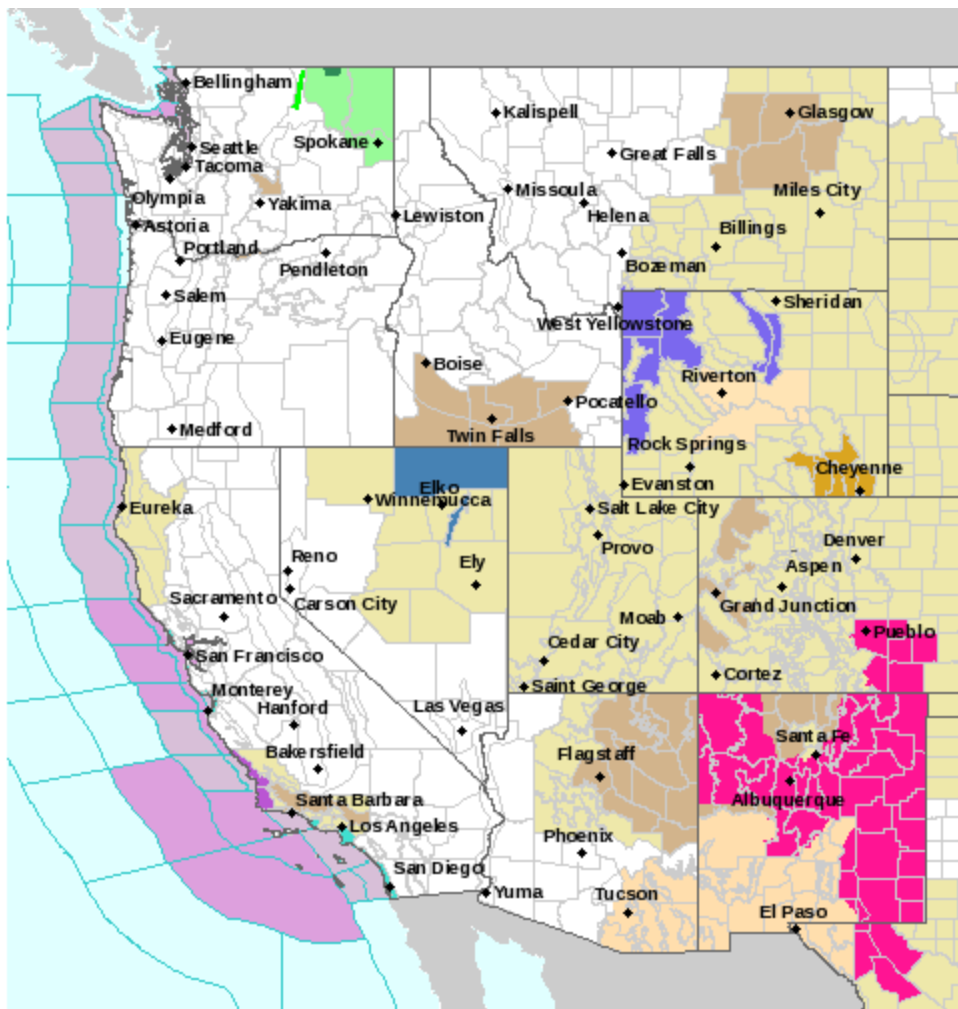 Bellingham
Kalispell
Glasgow
Spokane
Seattle
Great Falls
Tacoma
Missoula
Miles City
Olympia
Yakima
Helena
Lewiston
Astoria
Billings
Portland
Pendleton
Bozeman
Salem
Sheridan
West Yellowstone
Eugene
Boise
Riverton
Pocatello
Medford
Twin Falls
Rock Springs
Cheyenne
Evanston
Elko
Winnemucca
Eureka
Salt Lake City
Denver
Provo
Reno
Ely
Aspen
Sacramento
Carson City
Grand Junction
Moab
Pueblo
Cedar City
San Francisco
Cortez
Saint George
Monterey
Hanford
Las Vegas
Santa Fe
Bakersfield
Flagstaff
Santa Barbara
Albuquerque
Los Angeles
Phoenix
San Diego
Yuma
Tucson
El Paso